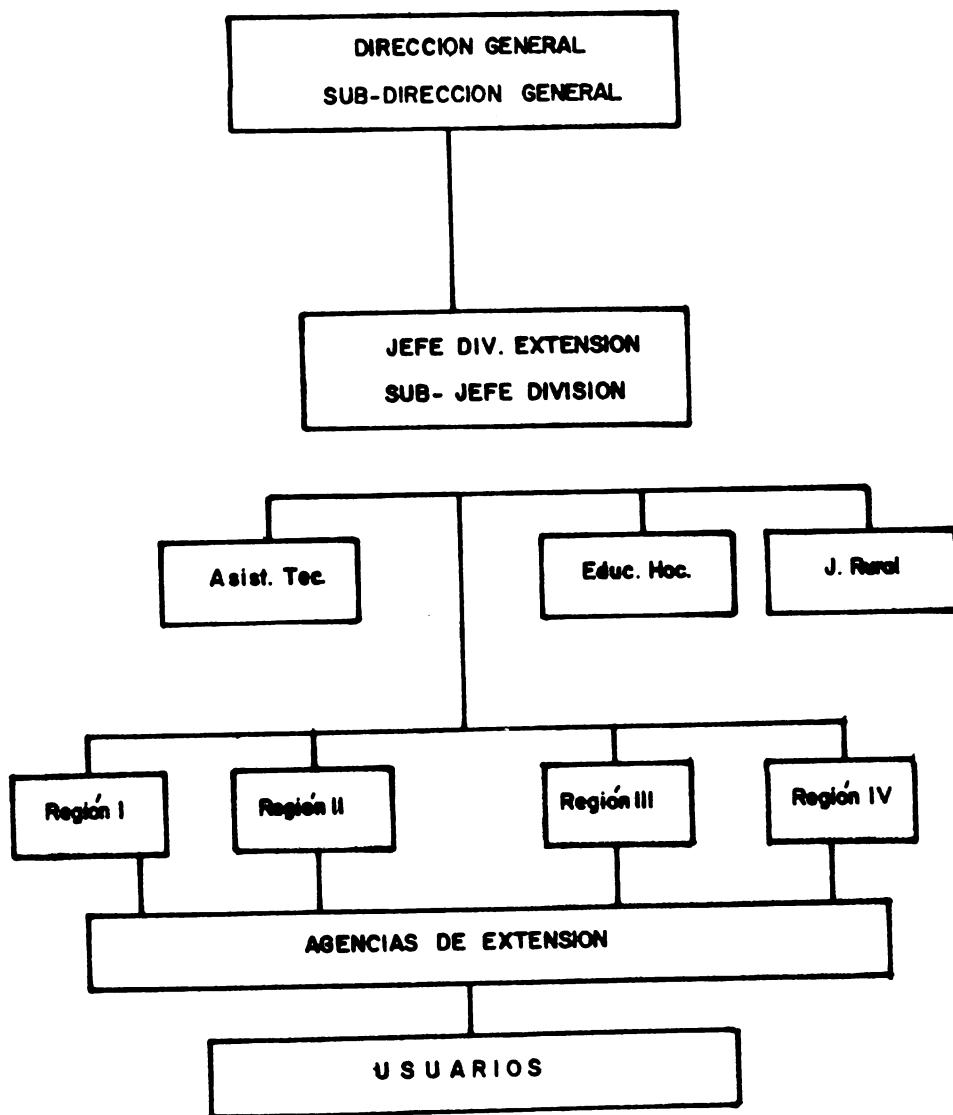 DIRECCION GENERAL
SUB-DIRECCION GENERAL
JEFE DIV. EXTENSION
SUB- JEFE DIVISION
Asist. Tec.
Educ. Hoc.
J. Rural
Región I
Región II
Región III
Región IV
AGENCIAS DE EXTENSION
USUARIOS